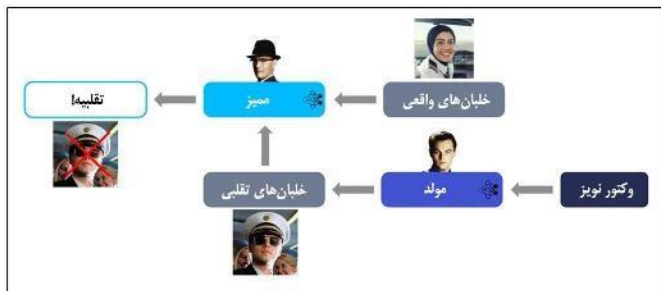 خلبان‌های واقعی
ممیز
تقلبیه!
وکتور نویز
مولد
خلبان‌های تقلبی